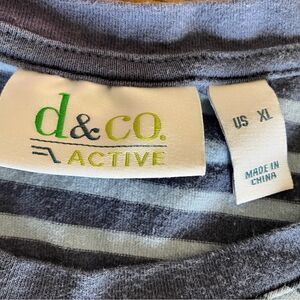 d&co.
ACTIVE
US XL
MADE IN
CHINA